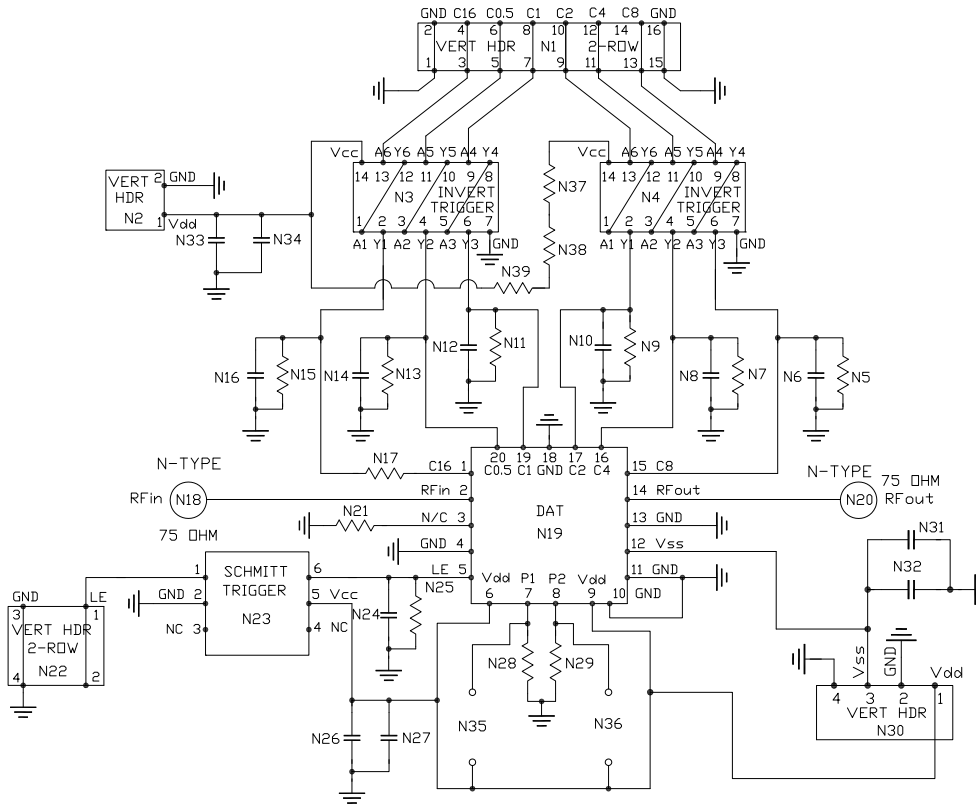 GND C16 C0.5 C1 C2 C4 C8 GND
2 4 6 8 10 12 14 16
VERT HDR N1 2-ROW
1 3 5 7 9 11 13 15
Vcc A6 Y6 A5 Y5 A4 Y4
14 13 12 11 10 9 8
N3 INVERT
TRIGGER
1 2 3 4 5 6 7
A1 Y1 A2 Y2 A3 Y3 GND
Vcc A6 Y6 A5 Y5 A4 Y4
14 13 12 11 10 9 8
N4 INVERT
TRIGGER
1 2 3 4 5 6 7
A1 Y1 A2 Y2 A3 Y3 GND
VERT 2 GND
HDR
N2 1 Vdd
N33 N34
N37
N38
N39
N16 N15 N14 N13 N12 N11 N10 N9 N8 N7 N6 N5
N17
20 19 18 17 16
C0.5 C1 GND C2 C4
C16 1
15 C8
N-TYPE
RFin N18
75 OHM
RFin 2
14 RFout
N-TYPE
75 OHM
N20 RFout
DAT
N19
N21
N/C 3
13 GND
GND 4
12 Vss
LE 5
11 GND
Vdd P1 P2 Vdd
6 7 8 9 10 GND
N31
N32
SCHMITT
TRIGGER
N23
1 6
GND 2 5 Vcc
NC 3 4 NC
N24 N25
GND LE
3 1
VERT HDR
2-ROW
N22
4 2
N28 N29
N35 N36
N26 N27
Vss GND Vdd
4 3 2 1
VERT HDR
N30